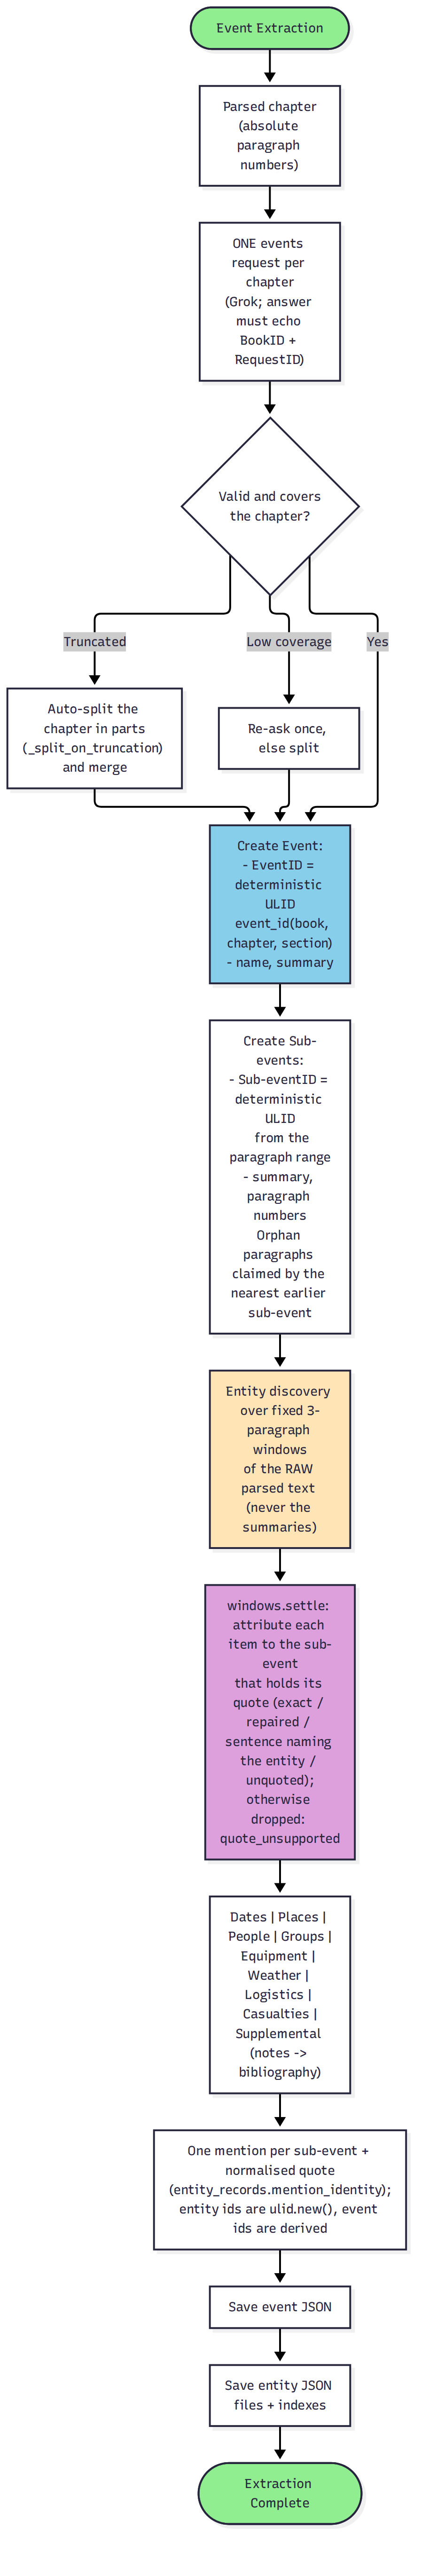 Event Extraction
Parsed chapter
(absolute
paragraph
numbers)
ONE events
request per
chapter
(Grok; answer
must echo
BookID +
RequestID)
Valid and covers
the chapter?
Truncated
Low coverage
Yes
Auto-split the
chapter in parts
(_split_on_truncation)
and merge
Re-ask once,
else split
Create Event:
- EventID =
deterministic
ULID
event_id(book,
chapter, section)
- name, summary
Create Sub-
events:
- Sub-eventID =
deterministic
ULID
from the
paragraph range
- summary,
paragraph
numbers
Orphan
paragraphs
claimed by the
nearest earlier
sub-event
Entity discovery
over fixed 3-
paragraph
windows
of the RAW
parsed text
(never the
summaries)
windows.settle:
attribute each
item to the sub-
event
that holds its
quote (exact /
repaired /
sentence naming
the entity /
unquoted);
otherwise
dropped:
quote_unsupported
Dates | Places |
People | Groups |
Equipment |
Weather |
Logistics |
Casualties |
Supplemental
(notes ->
bibliography)
One mention per sub-event +
normalised quote
(entity_records.mention_identity);
entity ids are ulid.new(), event
ids are derived
Save event JSON
Save entity JSON
files + indexes
Extraction
Complete